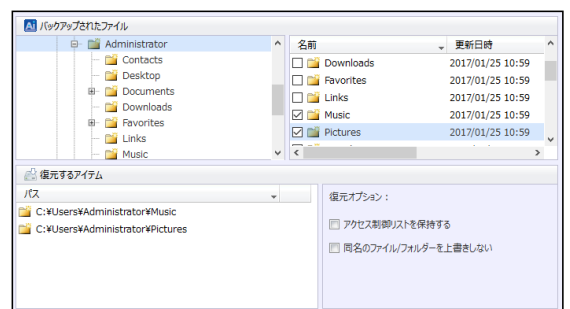 Ai バックアップされたファイル
Administrator
Contacts
Desktop
Documents
Downloads
Favorites
Links
Music
名前 更新日時
Downloads 2017/01/25 10:59
Favorites 2017/01/25 10:59
Links 2017/01/25 10:59
Music 2017/01/25 10:59
Pictures 2017/01/25 10:59
復元するアイテム
パス
C:¥Users¥Administrator¥Music
C:¥Users¥Administrator¥Pictures
復元オプション：
アクセス制御リストを保持する
同名のファイル/フォルダーを上書きしない